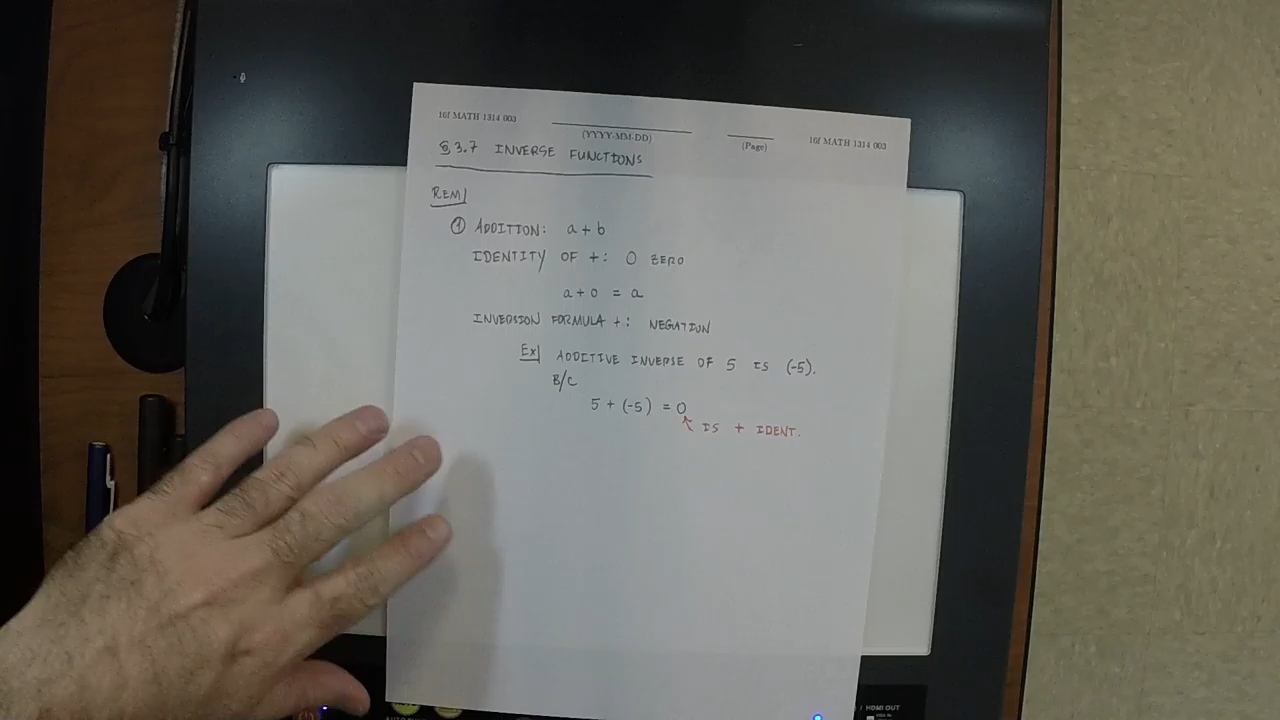 16f MATH 1314 003
(YYYY-MM-DD)
(Page)
16f MATH 1314 003
§ 3.7 INVERSE FUNCTIONS
REM
① ADDITION: a + b
IDENTITY OF +: 0 ZERO
a + 0 = a
INVERSION FORMULA +: NEGATION
Ex ADDITIVE INVERSE OF 5 IS (-5).
B/C
5 + (-5) = 0
IS + IDENT.
/ HDMI OUT